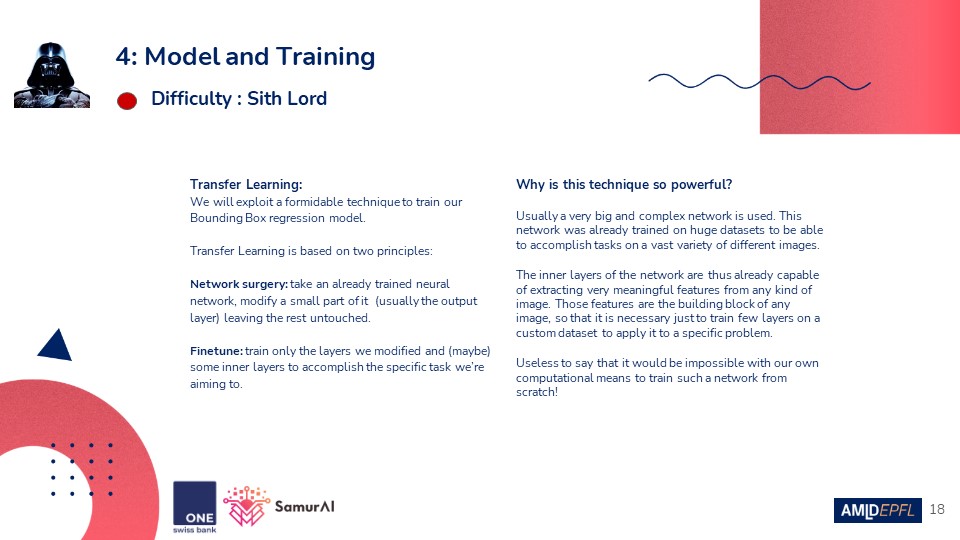 4: Model and Training
Difficulty : Sith Lord
Transfer Learning:
We will exploit a formidable technique to train our
Bounding Box regression model.
Transfer Learning is based on two principles:
Network surgery: take an already trained neural
network, modify a small part of it (usually the output
layer) leaving the rest untouched.
Finetune: train only the layers we modified and (maybe)
some inner layers to accomplish the specific task we're
aiming to.
Why is this technique so powerful?
Usually a very big and complex network is used. This
network was already trained on huge datasets to be able
to accomplish tasks on a vast variety of different images.
The inner layers of the network are thus already capable
of extracting very meaningful features from any kind of
image. Those features are the building block of any
image, so that it is necessary just to train few layers on a
custom dataset to apply it to a specific problem.
Useless to say that it would be impossible with our own
computational means to train such a network from
scratch!
ONE
swiss bank
SamurAI
AMLDEPFL
18